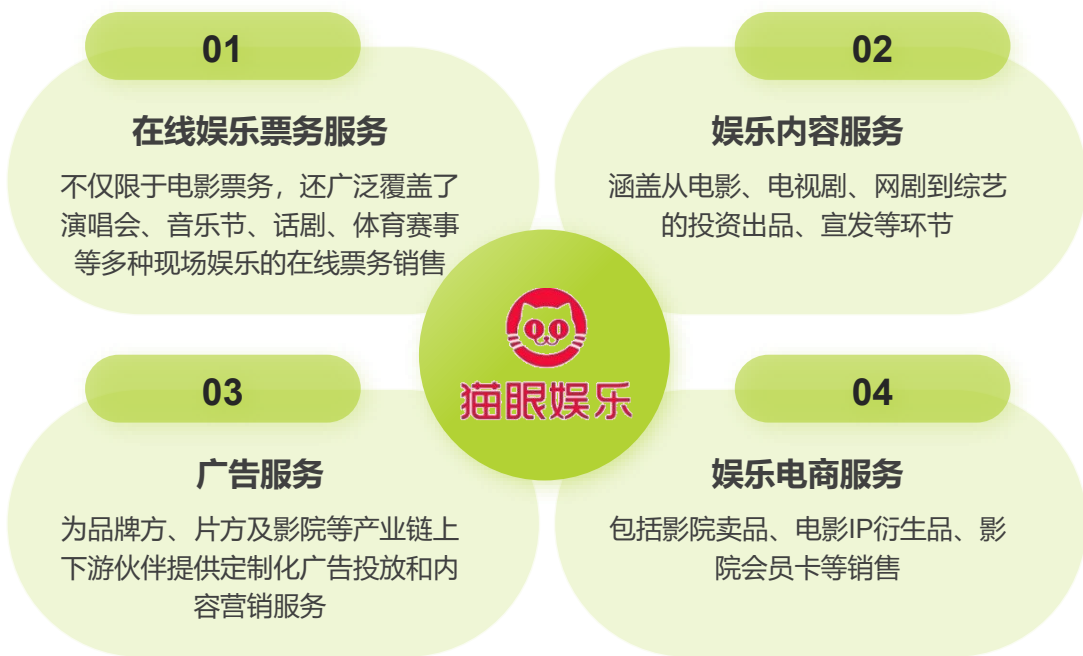 01
在线娱乐票务服务
不仅限于电影票务，还广泛覆盖了
演唱会、音乐节、话剧、体育赛事
等多种现场娱乐的在线票务销售
02
娱乐内容服务
涵盖从电影、电视剧、网剧到综艺
的投资出品、宣发等环节
猫眼娱乐
03
广告服务
为品牌方、片方及影院等产业链上
下游伙伴提供定制化广告投放和内
容营销服务
04
娱乐电商服务
包括影院卖品、电影IP衍生品、影
院会员卡等销售